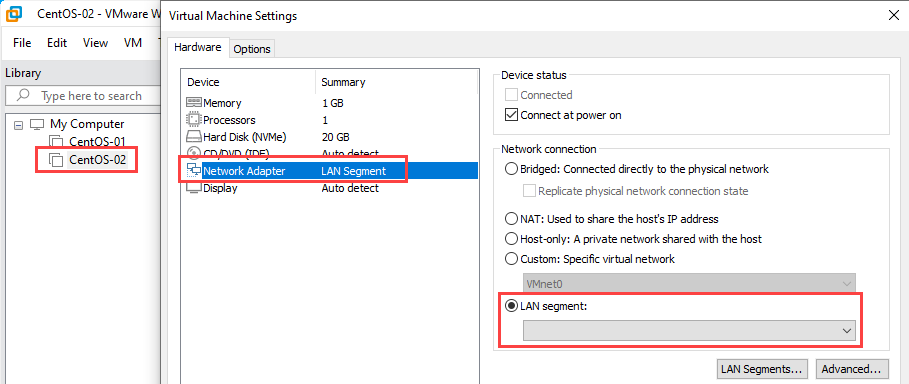 CentOS-02 - VMware W
File Edit View VM
Library
Type here to search
My Computer
CentOS-01
CentOS-02
Virtual Machine Settings
Hardware Options
Device Summary
Memory 1 GB
Processors 1
Hard Disk (NVMe) 20 GB
CD/DVD (IDE) Auto detect
Network Adapter LAN Segment
Display Auto detect
Device status
Connected
Connect at power on
Network connection
Bridged: Connected directly to the physical network
Replicate physical network connection state
NAT: Used to share the host's IP address
Host-only: A private network shared with the host
Custom: Specific virtual network
VMnet0
LAN segment:
LAN Segments... Advanced...